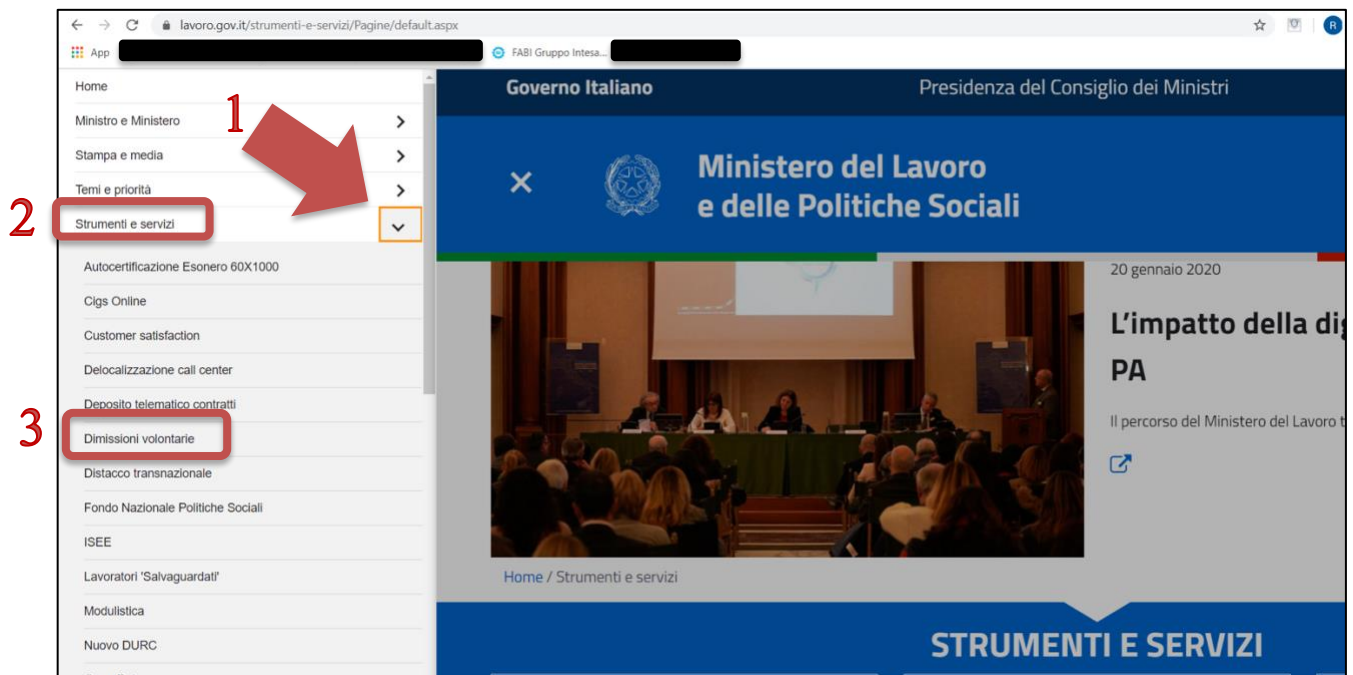 lavoro.gov.it/strumenti-e-servizi/Pagine/default.aspx
R
App
FABI Gruppo Intesa...
Home
Ministro e Ministero
1
Stampa e media
Temi e priorità
2
Strumenti e servizi
Autocertificazione Esonero 60X1000
Cigs Online
Customer satisfaction
Delocalizzazione call center
Deposito telematico contratti
3
Dimissioni volontarie
Distacco transnazionale
Fondo Nazionale Politiche Sociali
ISEE
Lavoratori 'Salvaguardati'
Modulistica
Nuovo DURC
Governo Italiano
Presidenza del Consiglio dei Ministri
Ministero del Lavoro
e delle Politiche Sociali
20 gennaio 2020
L'impatto della dig
PA
Il percorso del Ministero del Lavoro t
Home / Strumenti e servizi
STRUMENTI E SERVIZI